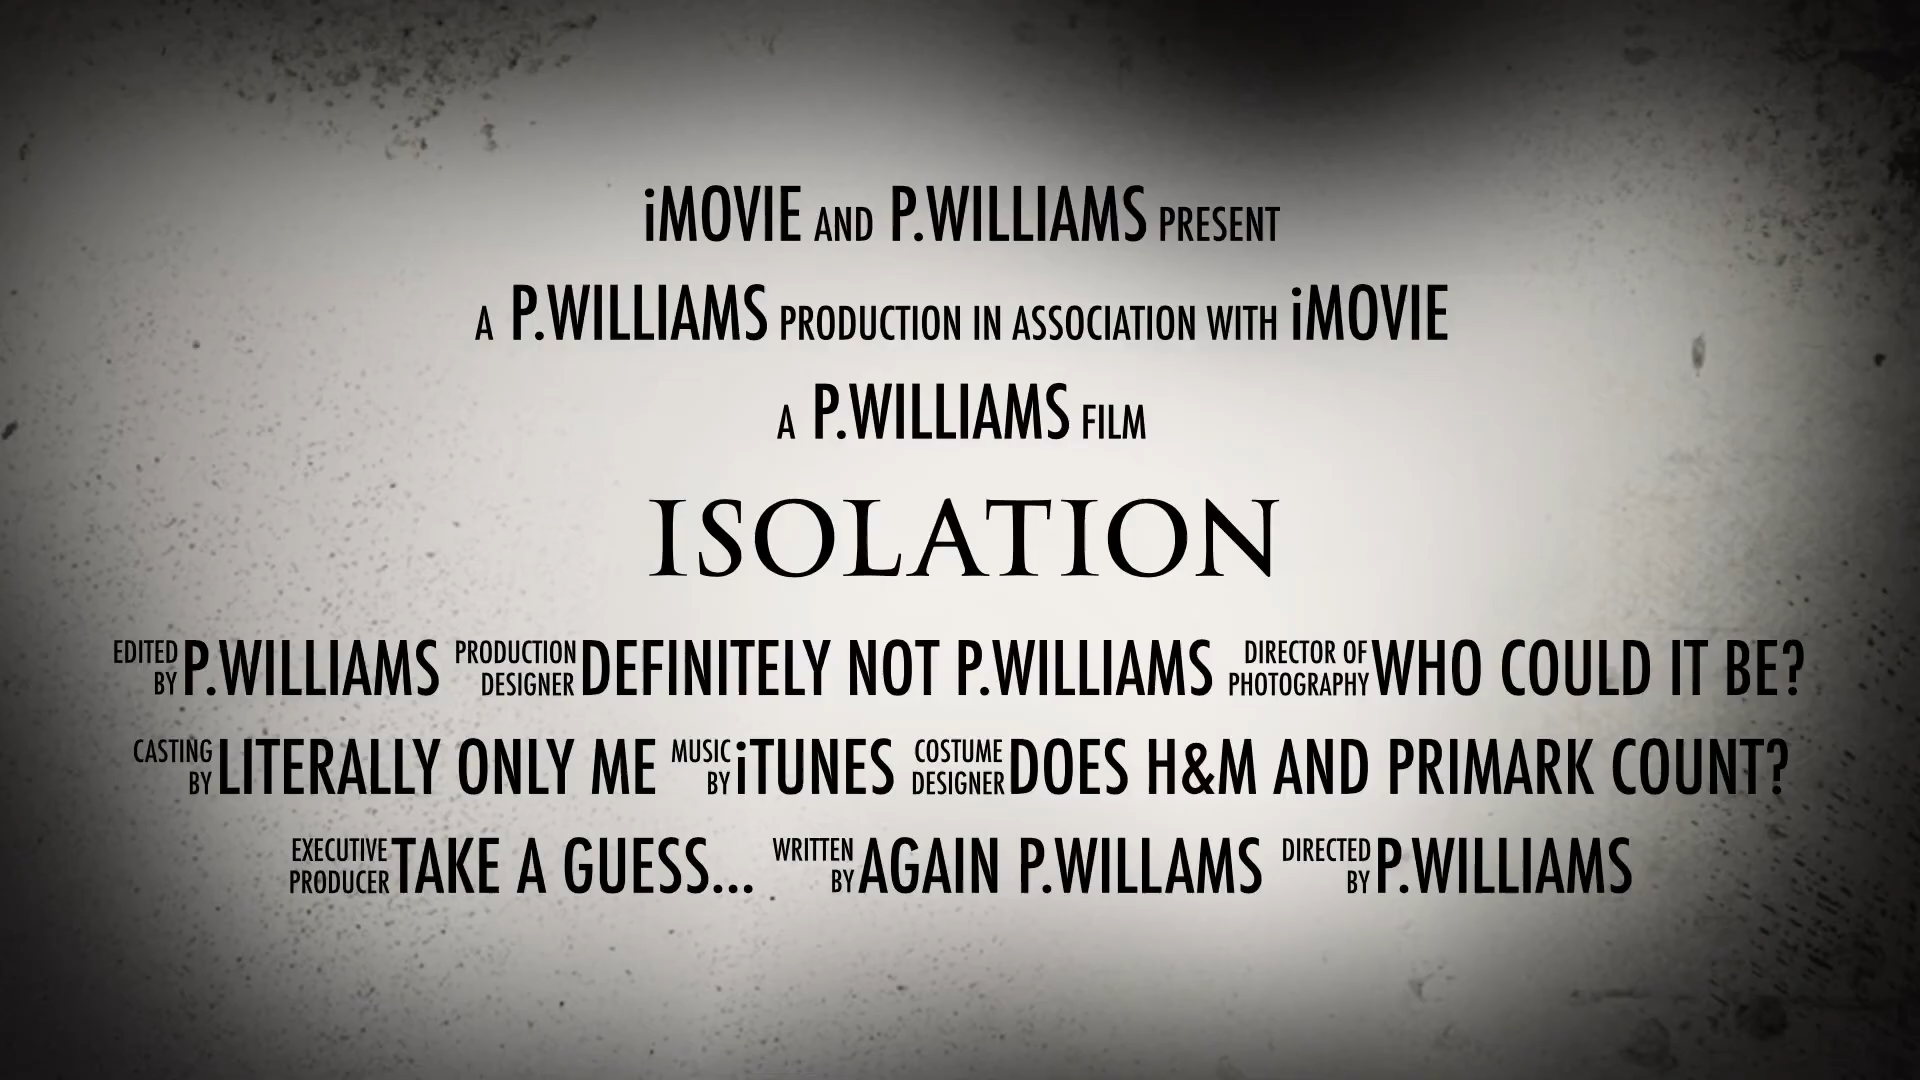 iMOVIE AND P.WILLIAMS PRESENT
A P.WILLIAMS PRODUCTION IN ASSOCIATION WITH iMOVIE
A P.WILLIAMS FILM
ISOLATION
EDITED BY P.WILLIAMS PRODUCTION DESIGNER DEFINITELY NOT P.WILLIAMS DIRECTOR OF PHOTOGRAPHY WHO COULD IT BE?
CASTING BY LITERALLY ONLY ME MUSIC BY iTUNES COSTUME DESIGNER DOES H&M AND PRIMARK COUNT?
EXECUTIVE PRODUCER TAKE A GUESS... WRITTEN BY AGAIN P.WILLAMS DIRECTED BY P.WILLIAMS